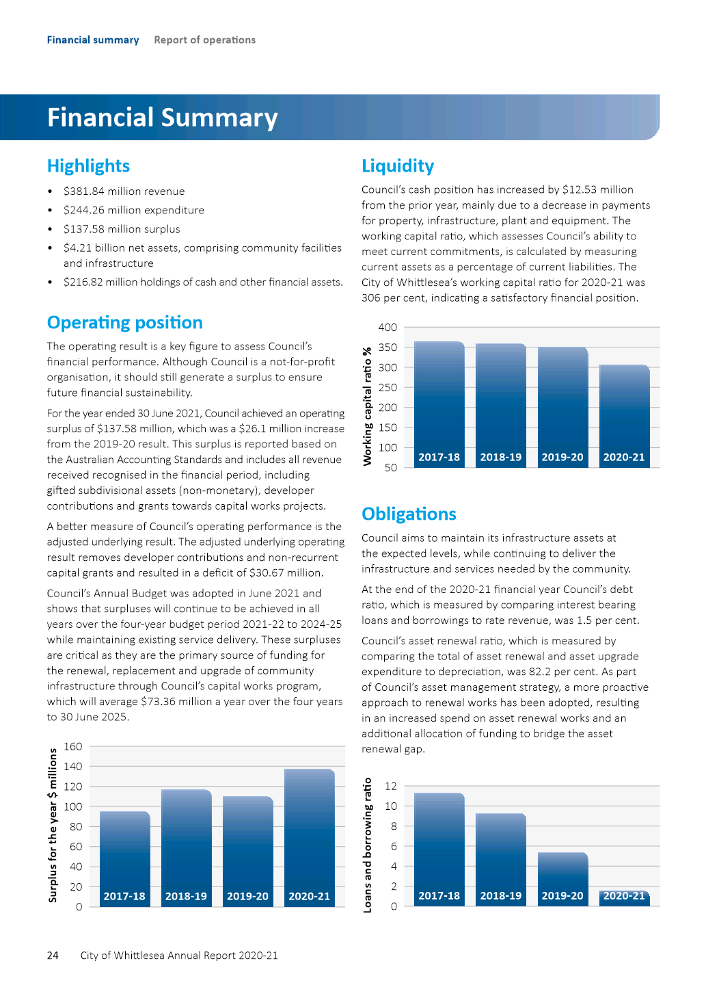 Financial summary Report of operations
Financial Summary
Highlights
• $381.84 million revenue
• $244.26 million expenditure
• $137.58 million surplus
• $4.21 billion net assets, comprising community facilities
and infrastructure
• $216.82 million holdings of cash and other financial assets.
Operating position
The operating result is a key figure to assess Council’s
financial performance. Although Council is a not-for-profit
organisation, it should still generate a surplus to ensure
future financial sustainability.
For the year ended 30 June 2021, Council achieved an operating
surplus of $137.58 million, which was a $26.1 million increase
from the 2019-20 result. This surplus is reported based on
the Australian Accounting Standards and includes all revenue
received recognised in the financial period, including
gifted subdivisional assets (non-monetary), developer
contributions and grants towards capital works projects.
A better measure of Council’s operating performance is the
adjusted underlying result. The adjusted underlying operating
result removes developer contributions and non-recurrent
capital grants and resulted in a deficit of $30.67 million.
Council’s Annual Budget was adopted in June 2021 and
shows that surpluses will continue to be achieved in all
years over the four-year budget period 2021-22 to 2024-25
while maintaining existing service delivery. These surpluses
are critical as they are the primary source of funding for
the renewal, replacement and upgrade of community
infrastructure through Council’s capital works program,
which will average $73.36 million a year over the four years
to 30 June 2025.
Surplus for the year $ millions
160
140
120
100
80
60
40
20
0
2017-18 2018-19 2019-20 2020-21
Liquidity
Council’s cash position has increased by $12.53 million
from the prior year, mainly due to a decrease in payments
for property, infrastructure, plant and equipment. The
working capital ratio, which assesses Council’s ability to
meet current commitments, is calculated by measuring
current assets as a percentage of current liabilities. The
City of Whittlesea’s working capital ratio for 2020-21 was
306 per cent, indicating a satisfactory financial position.
Working capital ratio %
400
350
300
250
200
150
100
50
2017-18 2018-19 2019-20 2020-21
Obligations
Council aims to maintain its infrastructure assets at
the expected levels, while continuing to deliver the
infrastructure and services needed by the community.
At the end of the 2020-21 financial year Council’s debt
ratio, which is measured by comparing interest bearing
loans and borrowings to rate revenue, was 1.5 per cent.
Council’s asset renewal ratio, which is measured by
comparing the total of asset renewal and asset upgrade
expenditure to depreciation, was 82.2 per cent. As part
of Council’s asset management strategy, a more proactive
approach to renewal works has been adopted, resulting
in an increased spend on asset renewal works and an
additional allocation of funding to bridge the asset
renewal gap.
Loans and borrowing ratio
12
10
8
6
4
2
0
2017-18 2018-19 2019-20 2020-21
24 City of Whittlesea Annual Report 2020-21